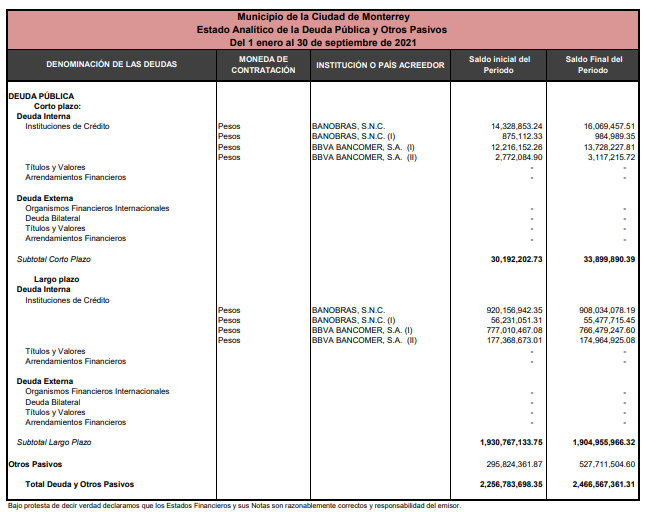 Municipio de la Ciudad de Monterrey
Estado Analítico de la Deuda Pública y Otros Pasivos
Del 1 enero al 30 de septiembre de 2021
DENOMINACIÓN DE LAS DEUDAS MONEDA DE CONTRATACIÓN INSTITUCIÓN O PAÍS ACREEDOR Saldo inicial del Periodo Saldo Final del Periodo
DEUDA PÚBLICA
Corto plazo:
Deuda Interna
Instituciones de Crédito Pesos BANOBRAS, S.N.C. 14,328,853.24 16,069,457.51
Pesos BANOBRAS, S.N.C. (I) 875,112.33 984,989.35
Pesos BBVA BANCOMER, S.A. (I) 12,216,152.26 13,728,227.81
Pesos BBVA BANCOMER, S.A. (II) 2,772,084.90 3,117,215.72
Títulos y Valores - -
Arrendamientos Financieros - -
Deuda Externa
Organismos Financieros Internacionales - -
Deuda Bilateral - -
Títulos y Valores - -
Arrendamientos Financieros - -
Subtotal Corto Plazo 30,192,202.73 33,899,890.39
Largo plazo
Deuda Interna
Instituciones de Crédito
Pesos BANOBRAS, S.N.C. 920,156,942.35 908,034,078.19
Pesos BANOBRAS, S.N.C. (I) 56,231,051.31 55,477,715.45
Pesos BBVA BANCOMER, S.A. (I) 777,010,467.08 766,479,247.60
Pesos BBVA BANCOMER, S.A. (II) 177,368,673.01 174,964,925.08
Títulos y Valores - -
Arrendamientos Financieros - -
Deuda Externa
Organismos Financieros Internacionales - -
Deuda Bilateral - -
Títulos y Valores - -
Arrendamientos Financieros - -
Subtotal Largo Plazo 1,930,767,133.75 1,904,955,966.32
Otros Pasivos 295,824,361.87 527,711,504.60
Total Deuda y Otros Pasivos 2,256,783,698.35 2,466,567,361.31
Bajo protesta de decir verdad declaramos que los Estados Financieros y sus Notas son razonablemente correctos y responsabilidad del emisor.